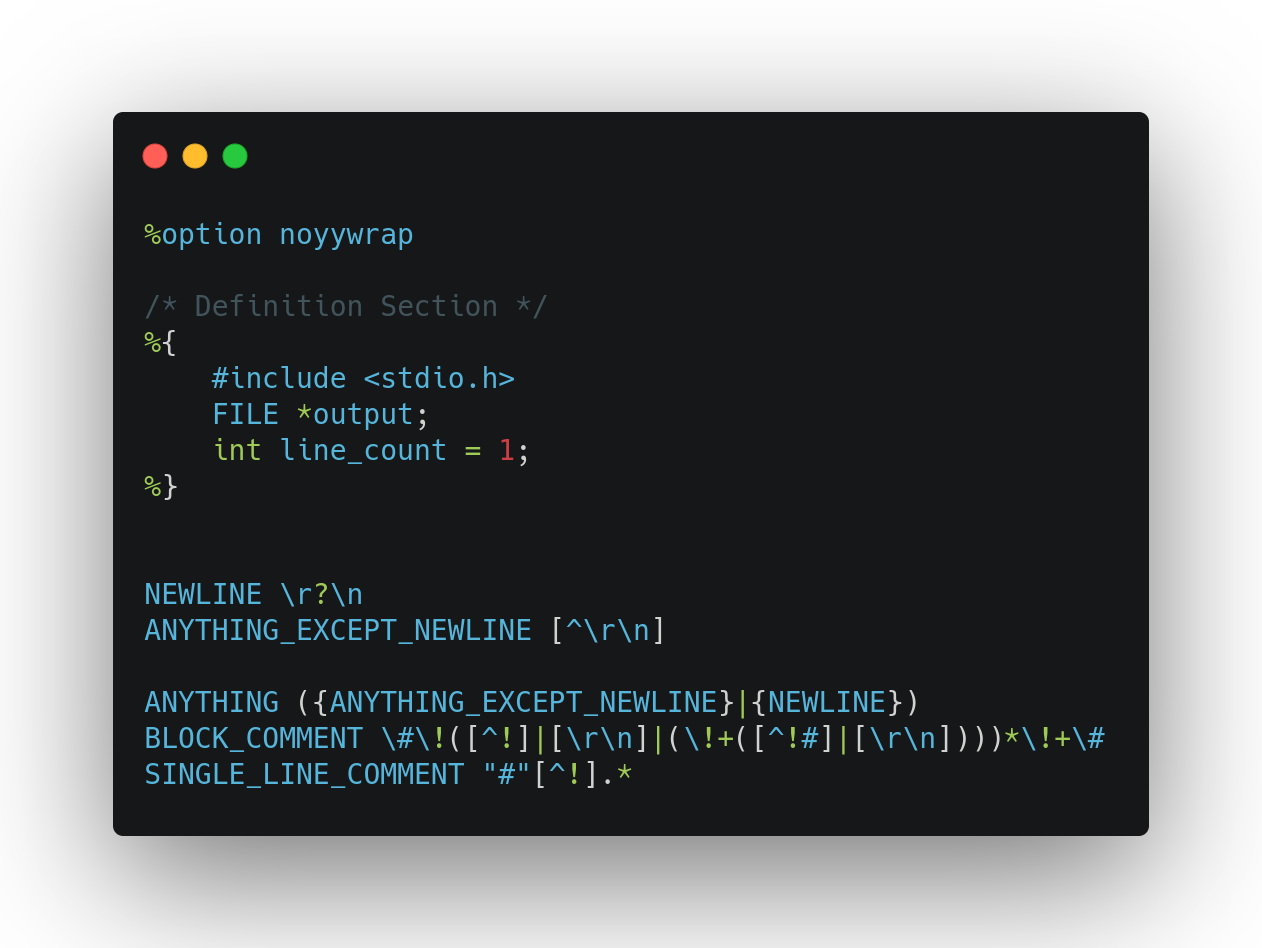 %option noyywrap
/* Definition Section */
%{
#include <stdio.h>
FILE *output;
int line_count = 1;
%}
NEWLINE \r?\n
ANYTHING_EXCEPT_NEWLINE [^\r\n]
ANYTHING ({ANYTHING_EXCEPT_NEWLINE}|{NEWLINE})
BLOCK_COMMENT \#\!([^!]|[\r\n]|(\!+([^!#]|[\r\n])))*\!+\#
SINGLE_LINE_COMMENT "#"[^!].*